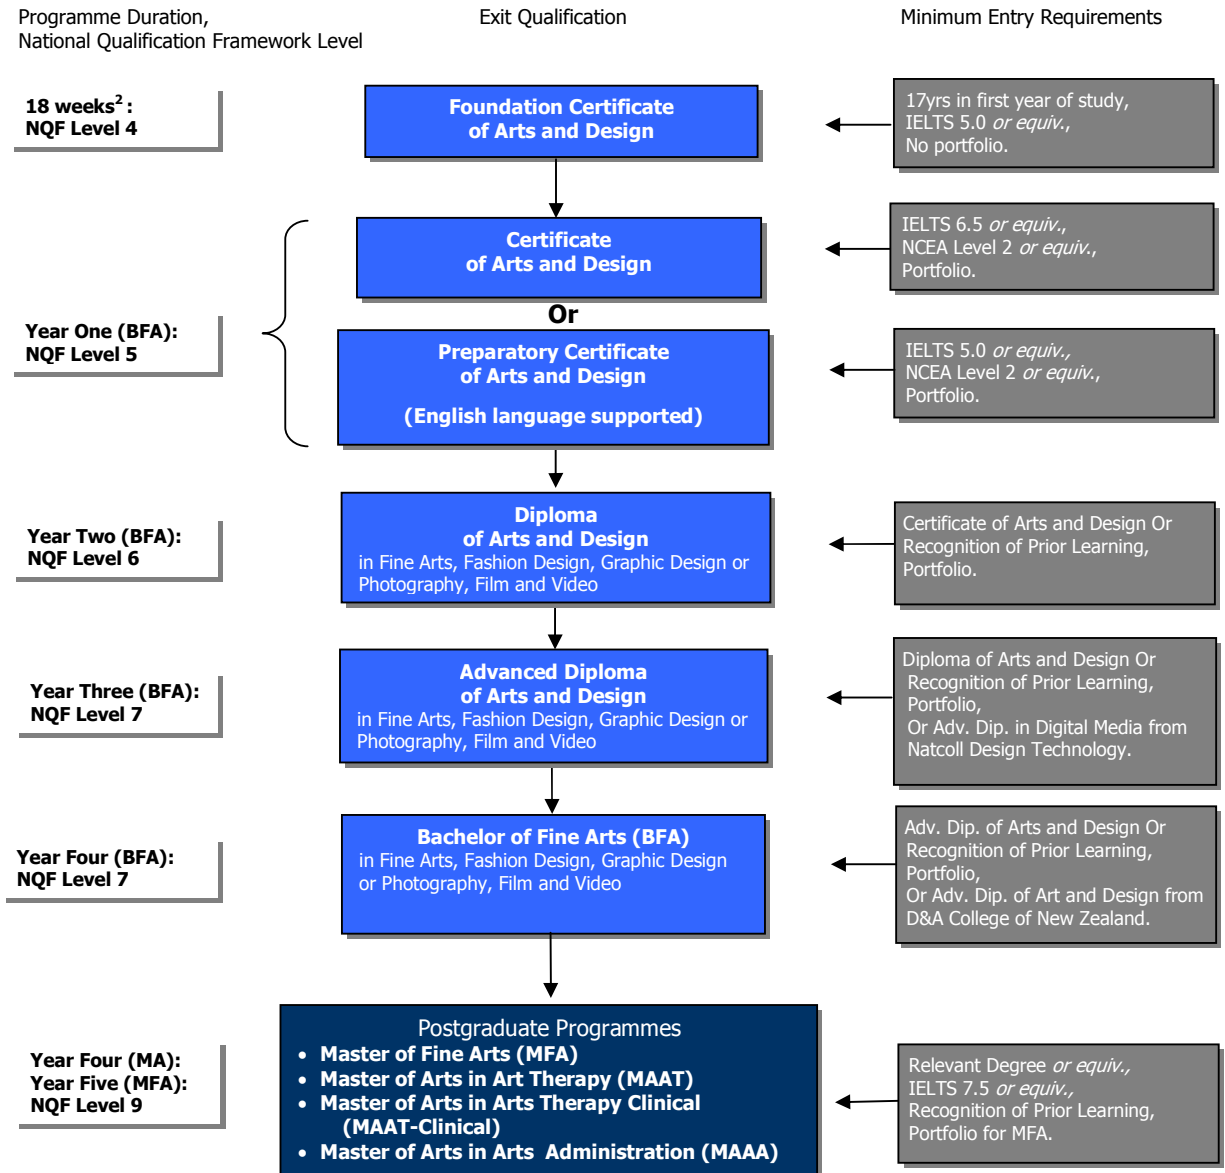 Programme Duration,
National Qualification Framework Level
Exit Qualification
Minimum Entry Requirements
18 weeks2 :
NQF Level 4
Foundation Certificate
of Arts and Design
17yrs in first year of study,
IELTS 5.0 or equiv.,
No portfolio.
Certificate
of Arts and Design
IELTS 6.5 or equiv.,
NCEA Level 2 or equiv.,
Portfolio.
Or
Year One (BFA):
NQF Level 5
Preparatory Certificate
of Arts and Design
(English language supported)
IELTS 5.0 or equiv.,
NCEA Level 2 or equiv.,
Portfolio.
Year Two (BFA):
NQF Level 6
Diploma
of Arts and Design
in Fine Arts, Fashion Design, Graphic Design or
Photography, Film and Video
Certificate of Arts and Design Or
Recognition of Prior Learning,
Portfolio.
Year Three (BFA):
NQF Level 7
Advanced Diploma
of Arts and Design
in Fine Arts, Fashion Design, Graphic Design or
Photography, Film and Video
Diploma of Arts and Design Or
Recognition of Prior Learning,
Portfolio,
Or Adv. Dip. in Digital Media from
Natcoll Design Technology.
Year Four (BFA):
NQF Level 7
Bachelor of Fine Arts (BFA)
in Fine Arts, Fashion Design, Graphic Design
or Photography, Film and Video
Adv. Dip. of Arts and Design Or
Recognition of Prior Learning,
Portfolio,
Or Adv. Dip. of Art and Design from
D&A College of New Zealand.
Year Four (MA):
Year Five (MFA):
NQF Level 9
Postgraduate Programmes
• Master of Fine Arts (MFA)
• Master of Arts in Art Therapy (MAAT)
• Master of Arts in Arts Therapy Clinical
(MAAT-Clinical)
• Master of Arts in Arts Administration (MAAA)
Relevant Degree or equiv.,
IELTS 7.5 or equiv.,
Recognition of Prior Learning,
Portfolio for MFA.